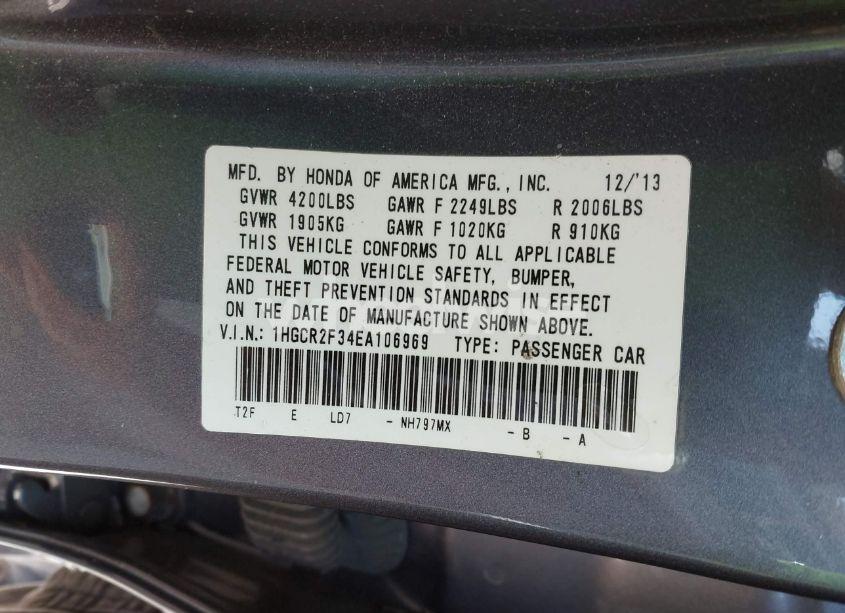 MFD. BY HONDA OF AMERICA MFG., INC. 12/'13
GVWR 4200LBS GAWR F 2249LBS R 2006LBS
GVWR 1905KG GAWR F 1020KG R 910KG
THIS VEHICLE CONFORMS TO ALL APPLICABLE
FEDERAL MOTOR VEHICLE SAFETY, BUMPER,
AND THEFT PREVENTION STANDARDS IN EFFECT
ON THE DATE OF MANUFACTURE SHOWN ABOVE.
V.I.N.: 1HGCR2F34EA106969 TYPE: PASSENGER CAR
T2F E LD7 - NH797MX - B - A